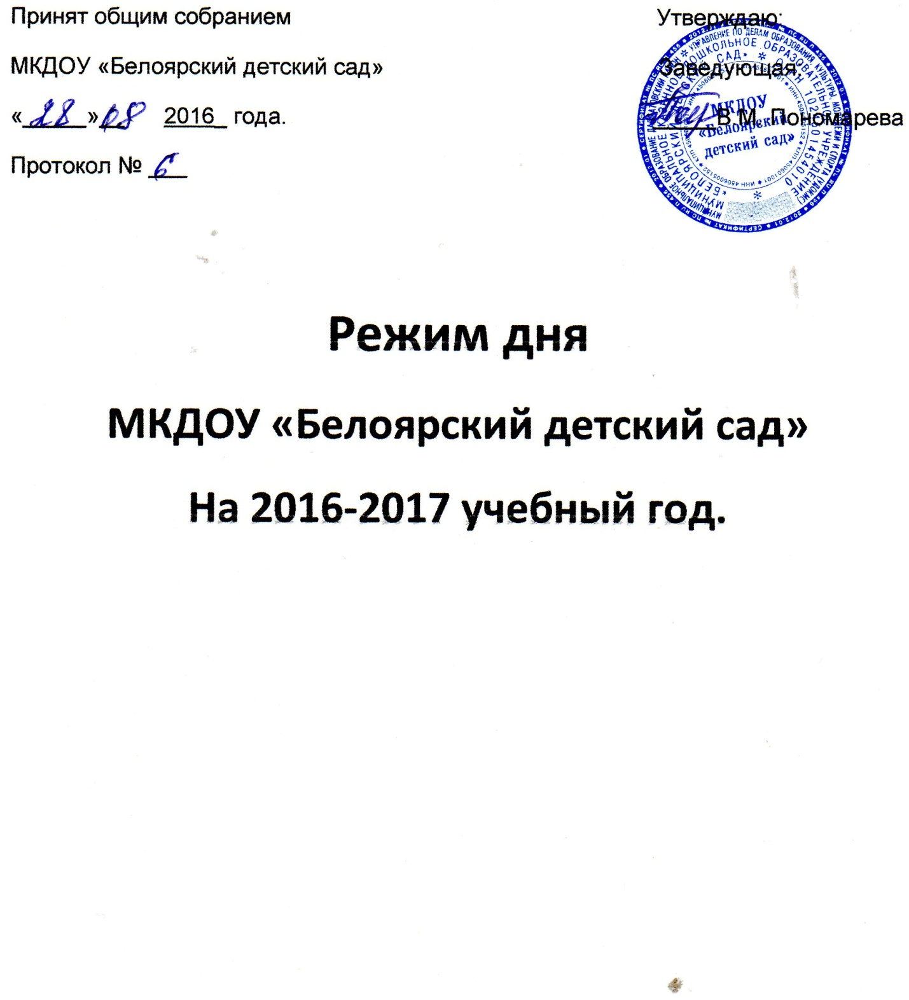 Принят общим собранием
Утверждаю:
МКДОУ «Белоярский детский сад»
Заведующая:
«28» 08 2016 года.
В.М. Пономарева
Протокол № 6
МКДОУ
«Белоярский
детский сад»
Режим дня
МКДОУ «Белоярский детский сад»
На 2016-2017 учебный год.